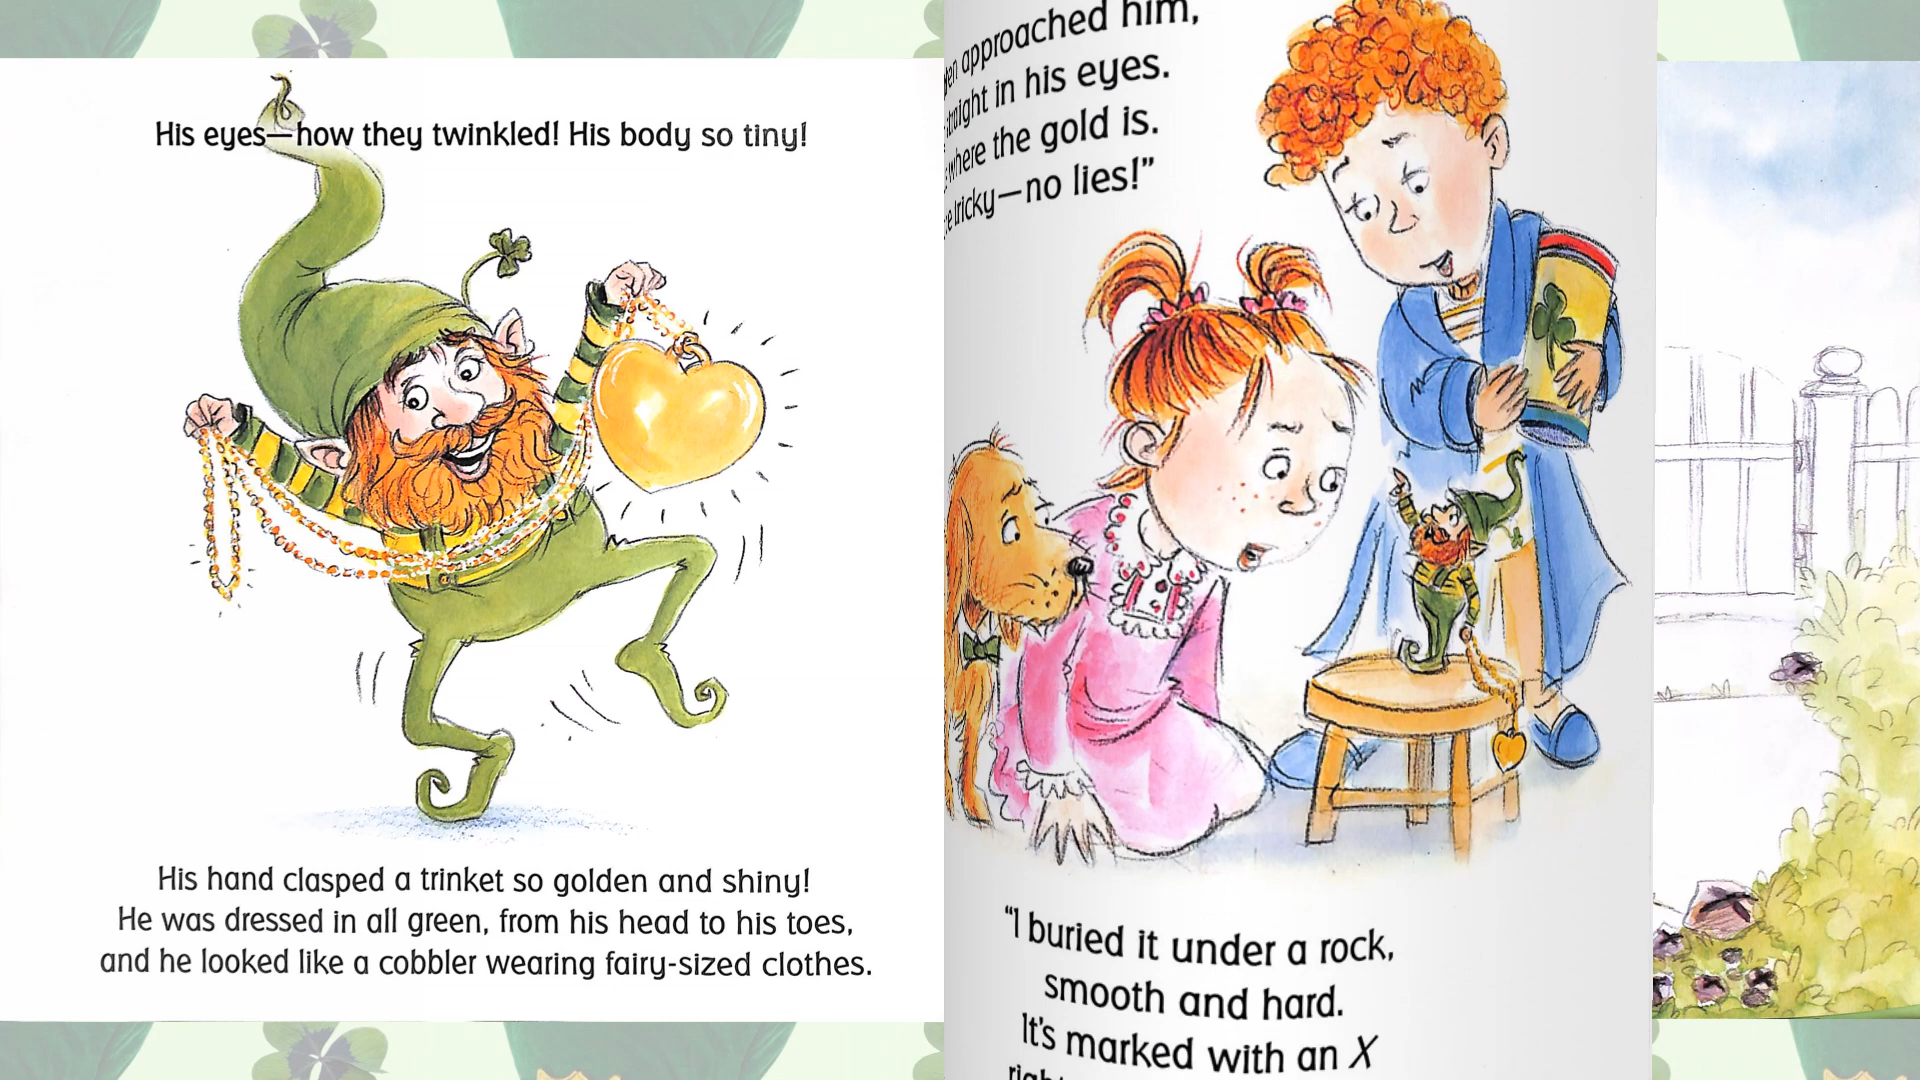 His eyes—how they twinkled! His body so tiny!
His hand clasped a trinket so golden and shiny!
He was dressed in all green, from his head to his toes,
and he looked like a cobbler wearing fairy-sized clothes.
approached him,
straight in his eyes.
where the gold is.
tricky—no lies!”
“I buried it under a rock,
smooth and hard.
It's marked with an X